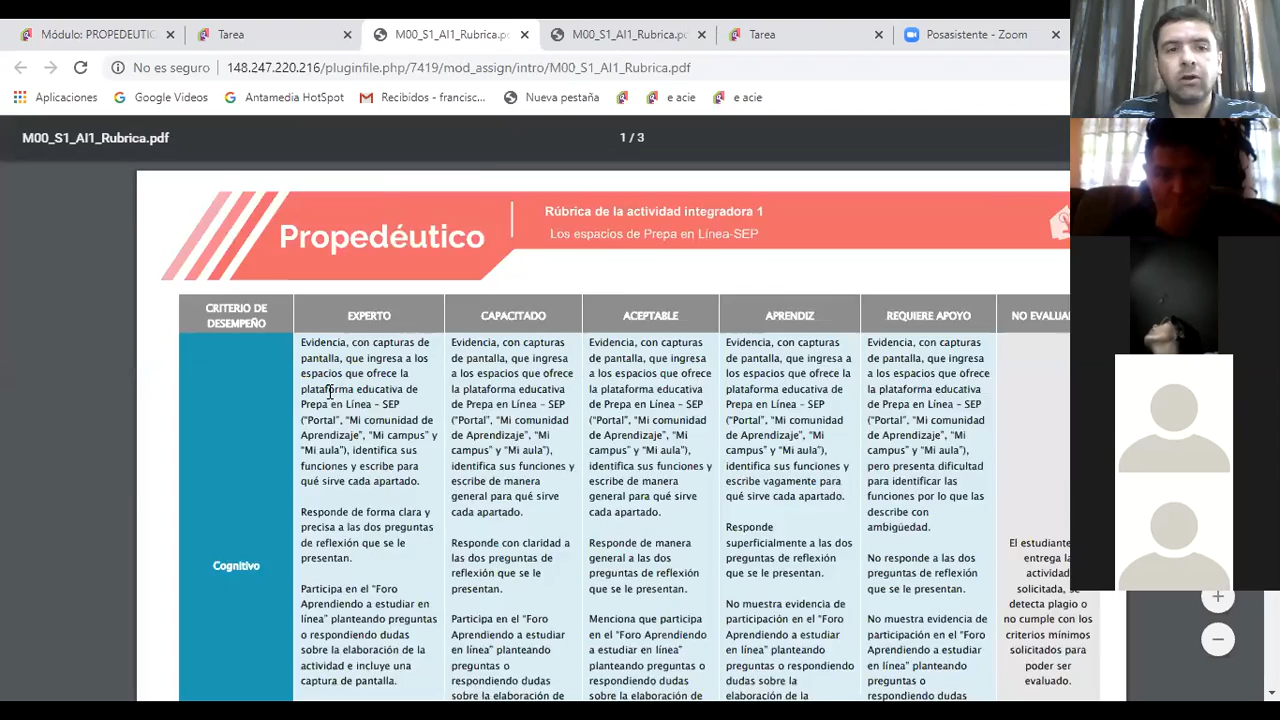 Módulo: PROPEDEUTIC
Tarea
M00_S1_AI1_Rubrica.p
M00_S1_AI1_Rubrica.p
Tarea
Posasistente - Zoom
No es seguro
148.247.220.216/pluginfile.php/7419/mod_assign/intro/M00_S1_AI1_Rubrica.pdf
Aplicaciones
Google Videos
Antamedia HotSpot
Recibidos - francisc...
Nueva pestaña
e acie
e acie
M00_S1_AI1_Rubrica.pdf
1 / 3
Propedéutico
Rúbrica de la actividad integradora 1
Los espacios de Prepa en Línea-SEP
CRITERIO DE
DESEMPEÑO
EXPERTO
CAPACITADO
ACEPTABLE
APRENDIZ
REQUIERE APOYO
NO EVALUA
Cognitivo
Evidencia, con capturas de
pantalla, que ingresa a los
espacios que ofrece la
plataforma educativa de
Prepa en Línea – SEP
("Portal", "Mi comunidad de
Aprendizaje", "Mi campus" y
"Mi aula"), identifica sus
funciones y escribe para
qué sirve cada apartado.
Responde de forma clara y
precisa a las dos preguntas
de reflexión que se le
presentan.
Participa en el "Foro
Aprendiendo a estudiar en
línea" planteando preguntas
o respondiendo dudas
sobre la elaboración de la
actividad e incluye una
captura de pantalla.
Evidencia, con capturas
de pantalla, que ingresa
a los espacios que ofrece
la plataforma educativa
de Prepa en Línea – SEP
("Portal", "Mi comunidad
de Aprendizaje", "Mi
campus" y "Mi aula"),
identifica sus funciones y
escribe de manera
general para qué sirve
cada apartado.
Responde con claridad a
las dos preguntas de
reflexión que se le
presentan.
Participa en el "Foro
Aprendiendo a estudiar
en línea" planteando
preguntas o
respondiendo dudas
sobre la elaboración de
Evidencia, con capturas
de pantalla, que ingresa
a los espacios que ofrece
la plataforma educativa
de Prepa en Línea – SEP
("Portal", "Mi comunidad
de Aprendizaje", "Mi
campus" y "Mi aula"),
identifica sus funciones y
escribe de manera
general para qué sirve
cada apartado.
Responde de manera
general a las dos
preguntas de reflexión
que se le presentan.
Menciona que participa
en el "Foro Aprendiendo
a estudiar en línea"
planteando preguntas o
respondiendo dudas
sobre la elaboración de
Evidencia, con capturas
de pantalla, que ingresa a
los espacios que ofrece la
plataforma educativa de
Prepa en Línea – SEP
("Portal", "Mi comunidad
de Aprendizaje", "Mi
campus" y "Mi aula"),
identifica sus funciones y
escribe vagamente para
qué sirve cada apartado.
Responde
superficialmente a las dos
preguntas de reflexión
que se le presentan.
No muestra evidencia de
participación en el "Foro
Aprendiendo a estudiar
en línea" planteando
preguntas o respondiendo
dudas sobre la
elaboración de la
Evidencia, con capturas
de pantalla, que ingresa a
los espacios que ofrece la
plataforma educativa de
Prepa en Línea – SEP
("Portal", "Mi comunidad
de Aprendizaje", "Mi
campus" y "Mi aula"),
pero presenta dificultad
para identificar las
funciones por lo que las
describe con
ambigüedad.
No responde a las dos
preguntas de reflexión
que se le presentan.
No muestra evidencia de
participación en el "Foro
Aprendiendo a estudiar
en línea" planteando
preguntas o
respondiendo dudas
El estudiante
entrega la
actividad
solicitada, se
detecta plagio o
no cumple con los
criterios mínimos
solicitados para
poder ser
evaluado.